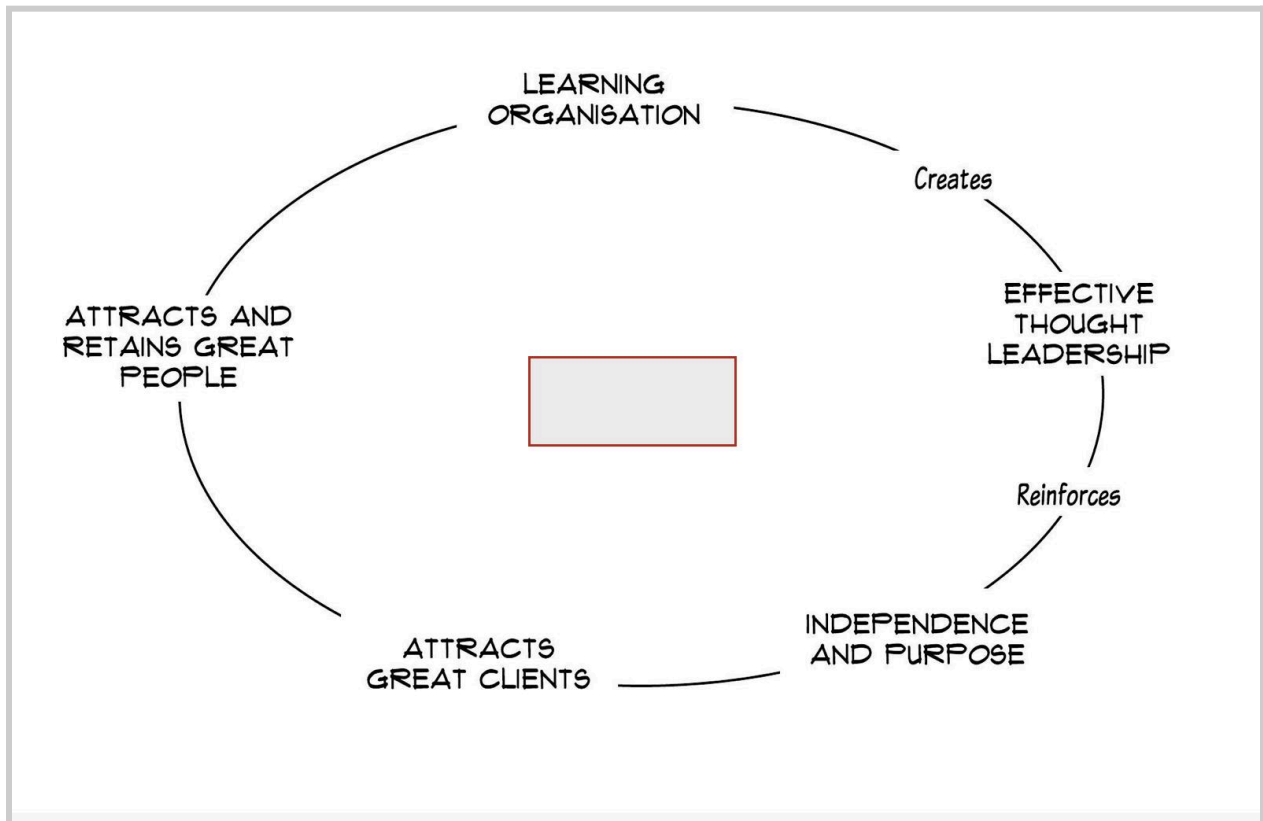 LEARNING
ORGANISATION
Creates
EFFECTIVE
THOUGHT
LEADERSHIP
Reinforces
INDEPENDENCE
AND PURPOSE
ATTRACTS
GREAT CLIENTS
ATTRACTS AND
RETAINS GREAT
PEOPLE